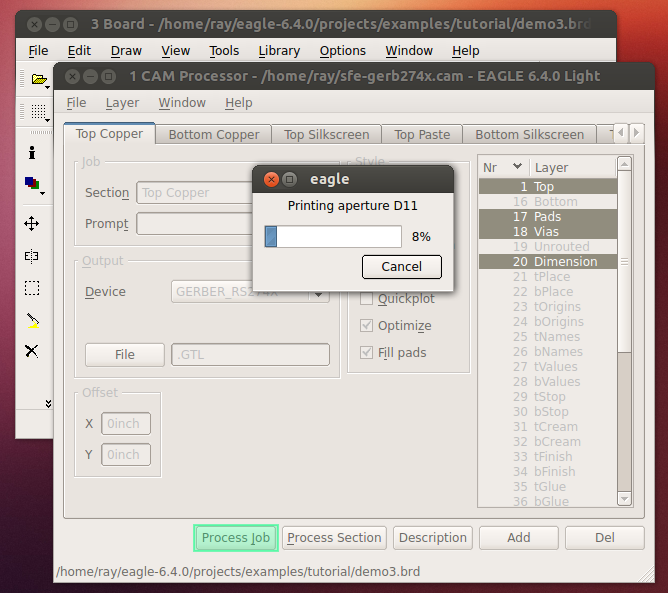 3 Board - /home/ray/eagle-6.4.0/projects/examples/tutorial/demo3.brd
File Edit Draw View Tools Library Options Window Help
1 CAM Processor - /home/ray/sfe-gerb274x.cam - EAGLE 6.4.0 Light
File Layer Window Help
Top Copper Bottom Copper Top Silkscreen Top Paste Bottom Silkscreen
Job
Section Top Copper
Prompt
Output
Device GERBER_RS274X
File .GTL
Offset
X 0inch
Y 0inch
Style
Quickplot
Optimize
Fill pads
eagle
Printing aperture D11
8%
Cancel
Nr Layer
1 Top
16 Bottom
17 Pads
18 Vias
19 Unrouted
20 Dimension
21 tPlace
22 bPlace
23 tOrigins
24 bOrigins
25 tNames
26 bNames
27 tValues
28 bValues
29 tStop
30 bStop
31 tCream
32 bCream
33 tFinish
34 bFinish
35 tGlue
36 bGlue
Process Job Process Section Description Add Del
/home/ray/eagle-6.4.0/projects/examples/tutorial/demo3.brd